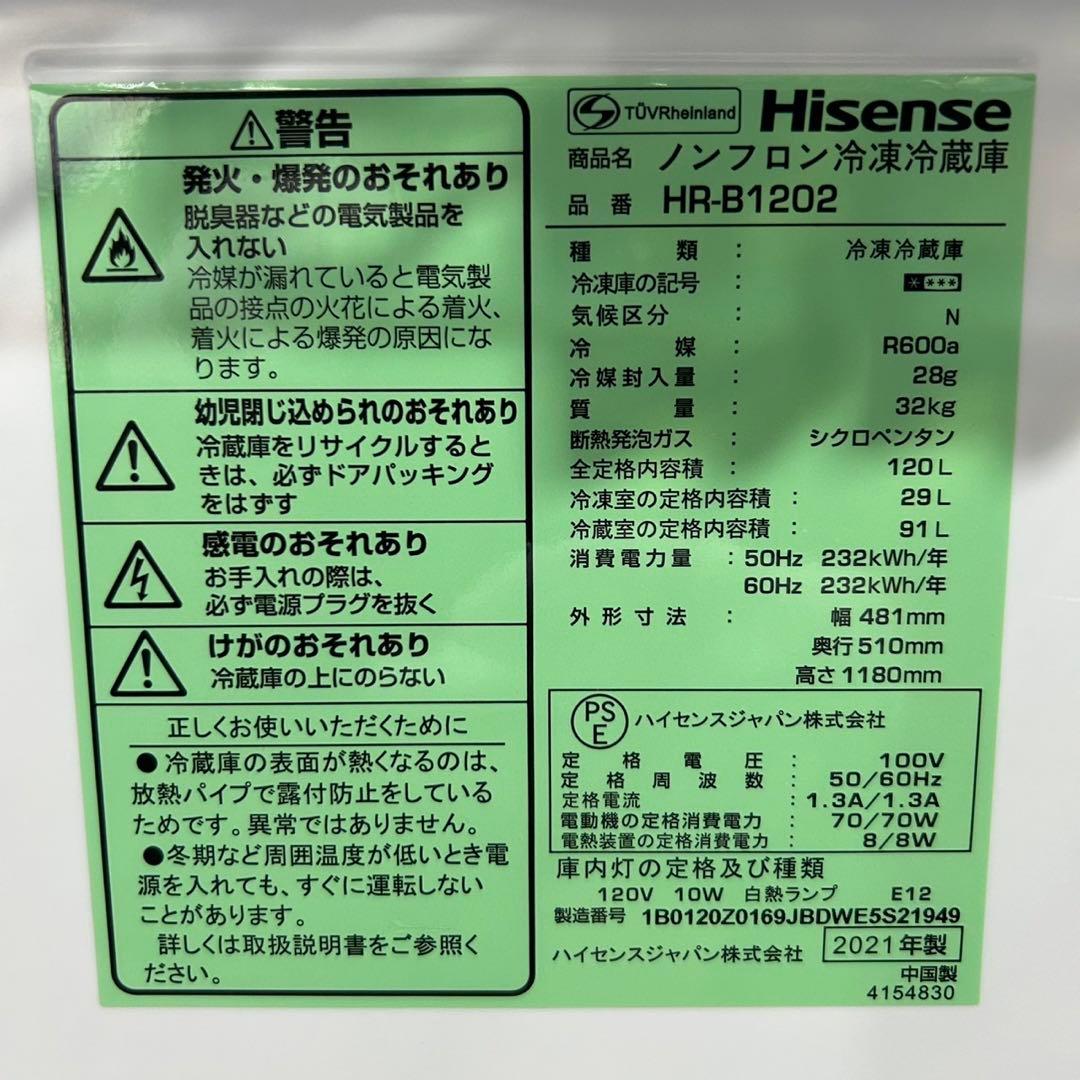 ⚠警告
発火・爆発のおそれあり
脱臭器などの電気製品を
入れない
冷媒が漏れていると電気製
品の接点の火花による着火、
着火による爆発の原因にな
ります。
幼児閉じ込められのおそれあり
冷蔵庫をリサイクルすると
きは、必ずドアパッキング
をはずす
感電のおそれあり
お手入れの際は、
必ず電源プラグを抜く
けがのおそれあり
冷蔵庫の上にのらない
正しくお使いいただくために
●冷蔵庫の表面が熱くなるのは、
放熱パイプで露付防止をしている
ためです。異常ではありません。
●冬期など周囲温度が低いとき電
源を入れても、すぐに運転しない
ことがあります。
詳しくは取扱説明書をご参照く
ださい。
TÜVRheinland Hisense
商品名 ノンフロン冷凍冷蔵庫
品番 HR-B1202
種類 : 冷凍冷蔵庫
冷凍庫の記号 : * ***
気候区分 : N
冷媒 : R600a
冷媒封入量 : 28g
質量 : 32kg
断熱発泡ガス : シクロペンタン
全定格内容積 : 120L
冷凍室の定格内容積 : 29L
冷蔵室の定格内容積 : 91L
消費電力量 : 50Hz 232kWh/年
60Hz 232kWh/年
外形寸法 : 幅 481mm
奥行 510mm
高さ 1180mm
PSE ハイセンスジャパン株式会社
定格電圧 : 100V
定格周波数 : 50/60Hz
定格電流 : 1.3A/1.3A
電動機の定格消費電力 : 70/70W
電熱装置の定格消費電力 : 8/8W
庫内灯の定格及び種類
120V 10W 白熱ランプ E12
製造番号 1B0120Z0169JBDWE5S21949
ハイセンスジャパン株式会社 2021年製
中国製
4154830